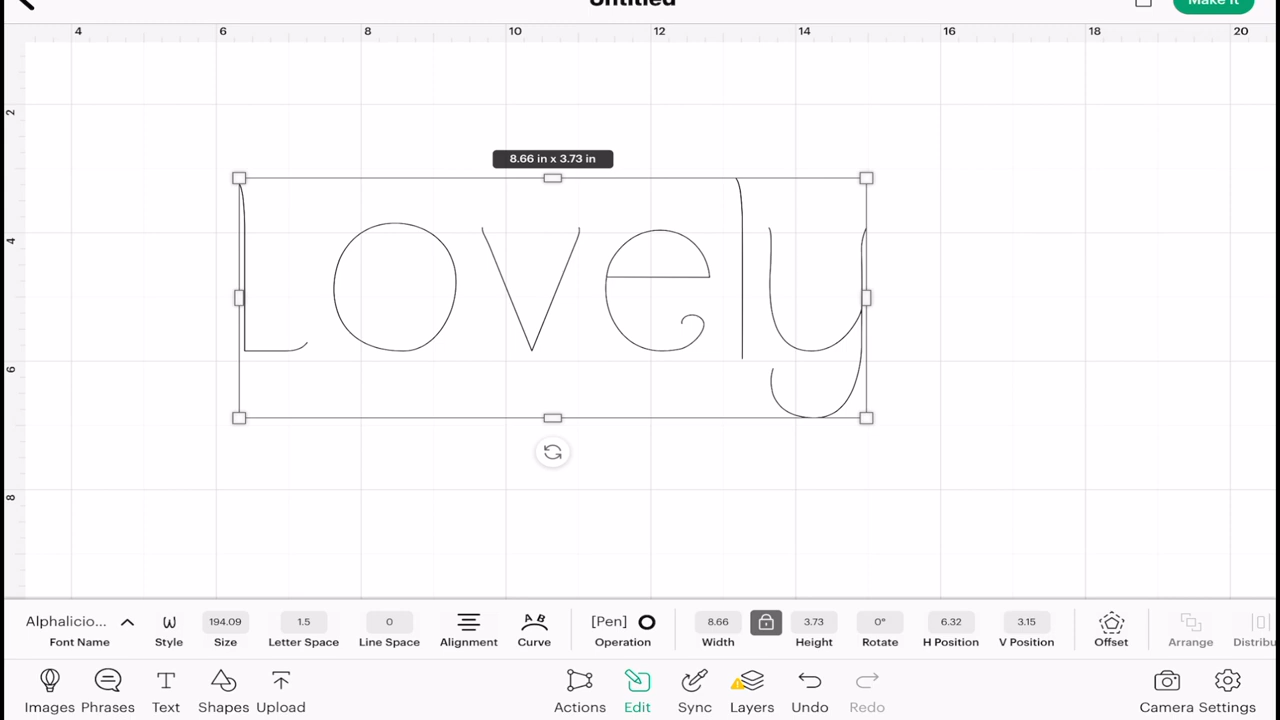 Untitled
Make It
4 6 8 10 12 14 16 18 20
2
4
6
8
8.66 in x 3.73 in
Lovely
Alphalicio... 194.09 1.5 0 [Pen] 8.66 3.73 0° 6.32 3.15
Font Name Style Size Letter Space Line Space Alignment Curve Operation Width Height Rotate H Position V Position Offset Arrange Distribu
Images Phrases Text Shapes Upload Actions Edit Sync Layers Undo Redo Camera Settings